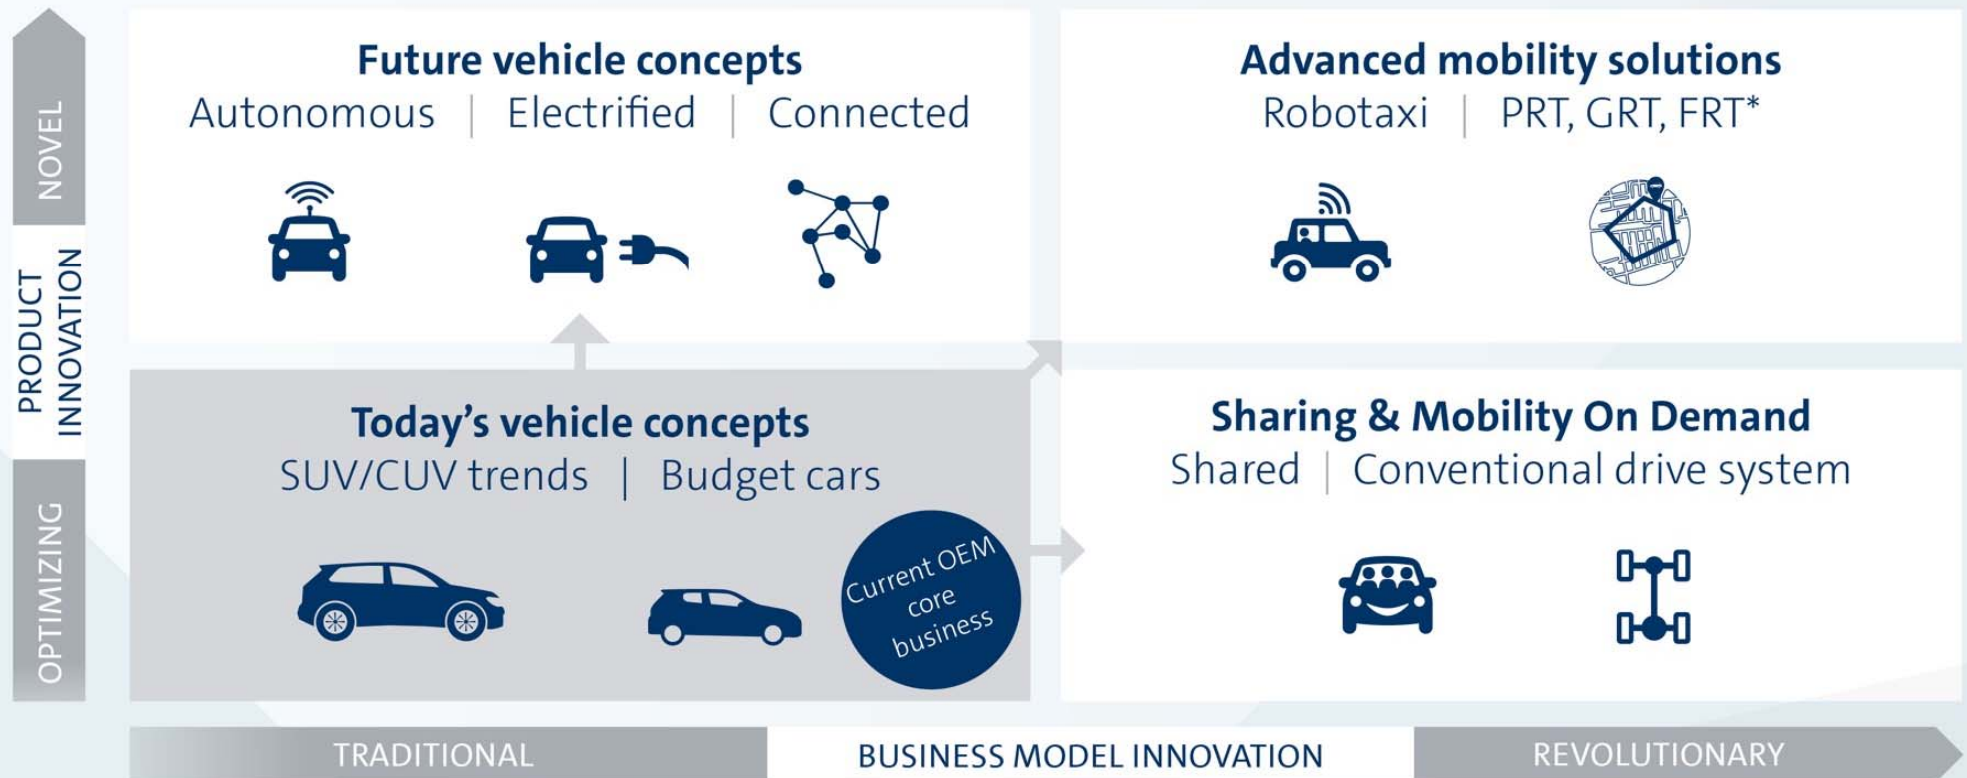 NOVEL
PRODUCT
INNOVATION
OPTIMIZING
Future vehicle concepts
Autonomous | Electrified | Connected
Advanced mobility solutions
Robotaxi | PRT, GRT, FRT*
Today’s vehicle concepts
SUV/CUV trends | Budget cars
Current OEM
core
business
Sharing & Mobility On Demand
Shared | Conventional drive system
TRADITIONAL
BUSINESS MODEL INNOVATION
REVOLUTIONARY